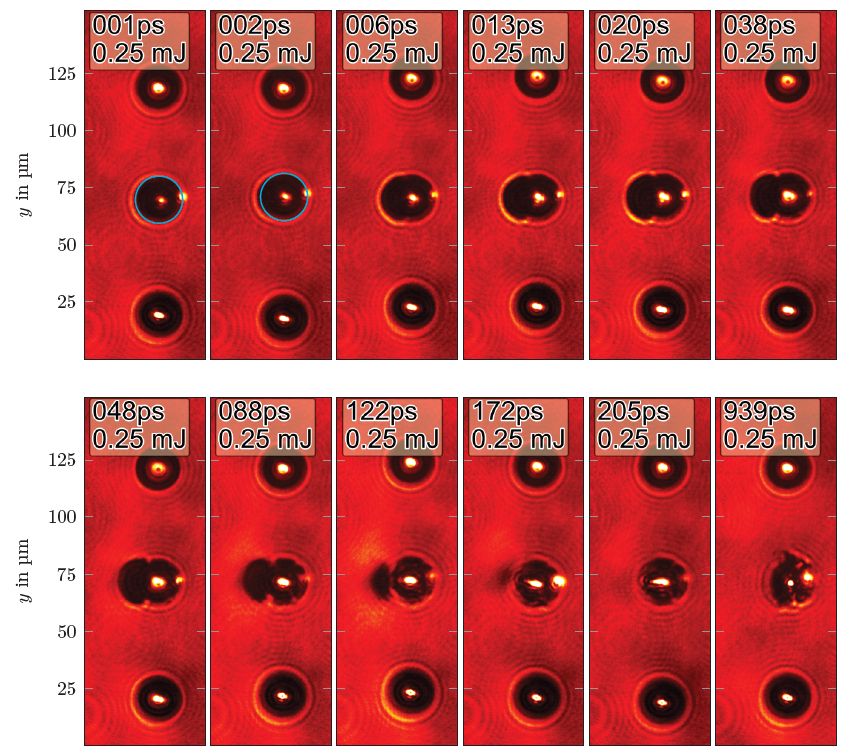 001ps
0.25 mJ
002ps
0.25 mJ
006ps
0.25 mJ
013ps
0.25 mJ
020ps
0.25 mJ
038ps
0.25 mJ
125
100
75
50
25
y in µm
048ps
0.25 mJ
088ps
0.25 mJ
122ps
0.25 mJ
172ps
0.25 mJ
205ps
0.25 mJ
939ps
0.25 mJ
125
100
75
50
25
y in µm